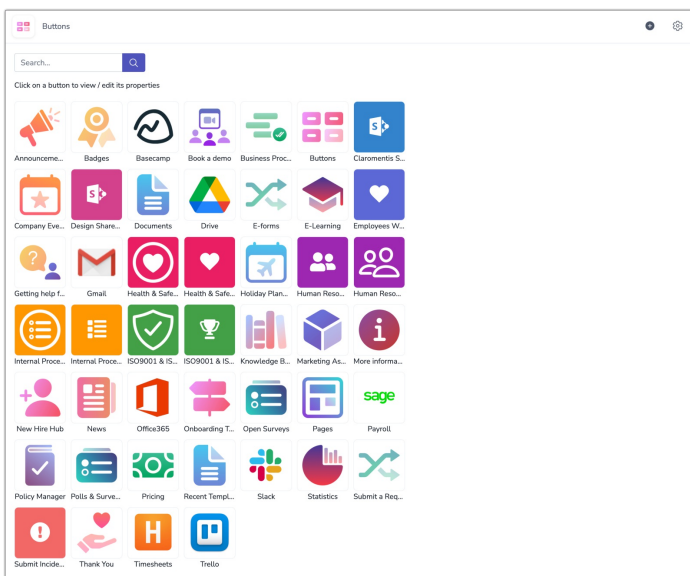 Buttons
Search...
Click on a button to view / edit its properties
S S
Announceme... Badges Basecamp Book a demo Business Proc... Buttons Claromentis S...
S
Company Eve... Design Share... Documents Drive E-forms E-Learning Employees W...
?
Getting help f... Gmail Health & Safe... Health & Safe... Holiday Plan... Human Reso... Human Reso...
i
Internal Proce... Internal Proce... ISO9001 & IS... ISO9001 & IS... Knowledge B... Marketing As... More informa...
sage
New Hire Hub News Office365 Onboarding T... Open Surveys Pages Payroll
Policy Manager Polls & Surve... Pricing Recent Templ... Slack Statistics Submit a Req...
! H
Submit Incide... Thank You Timesheets Trello